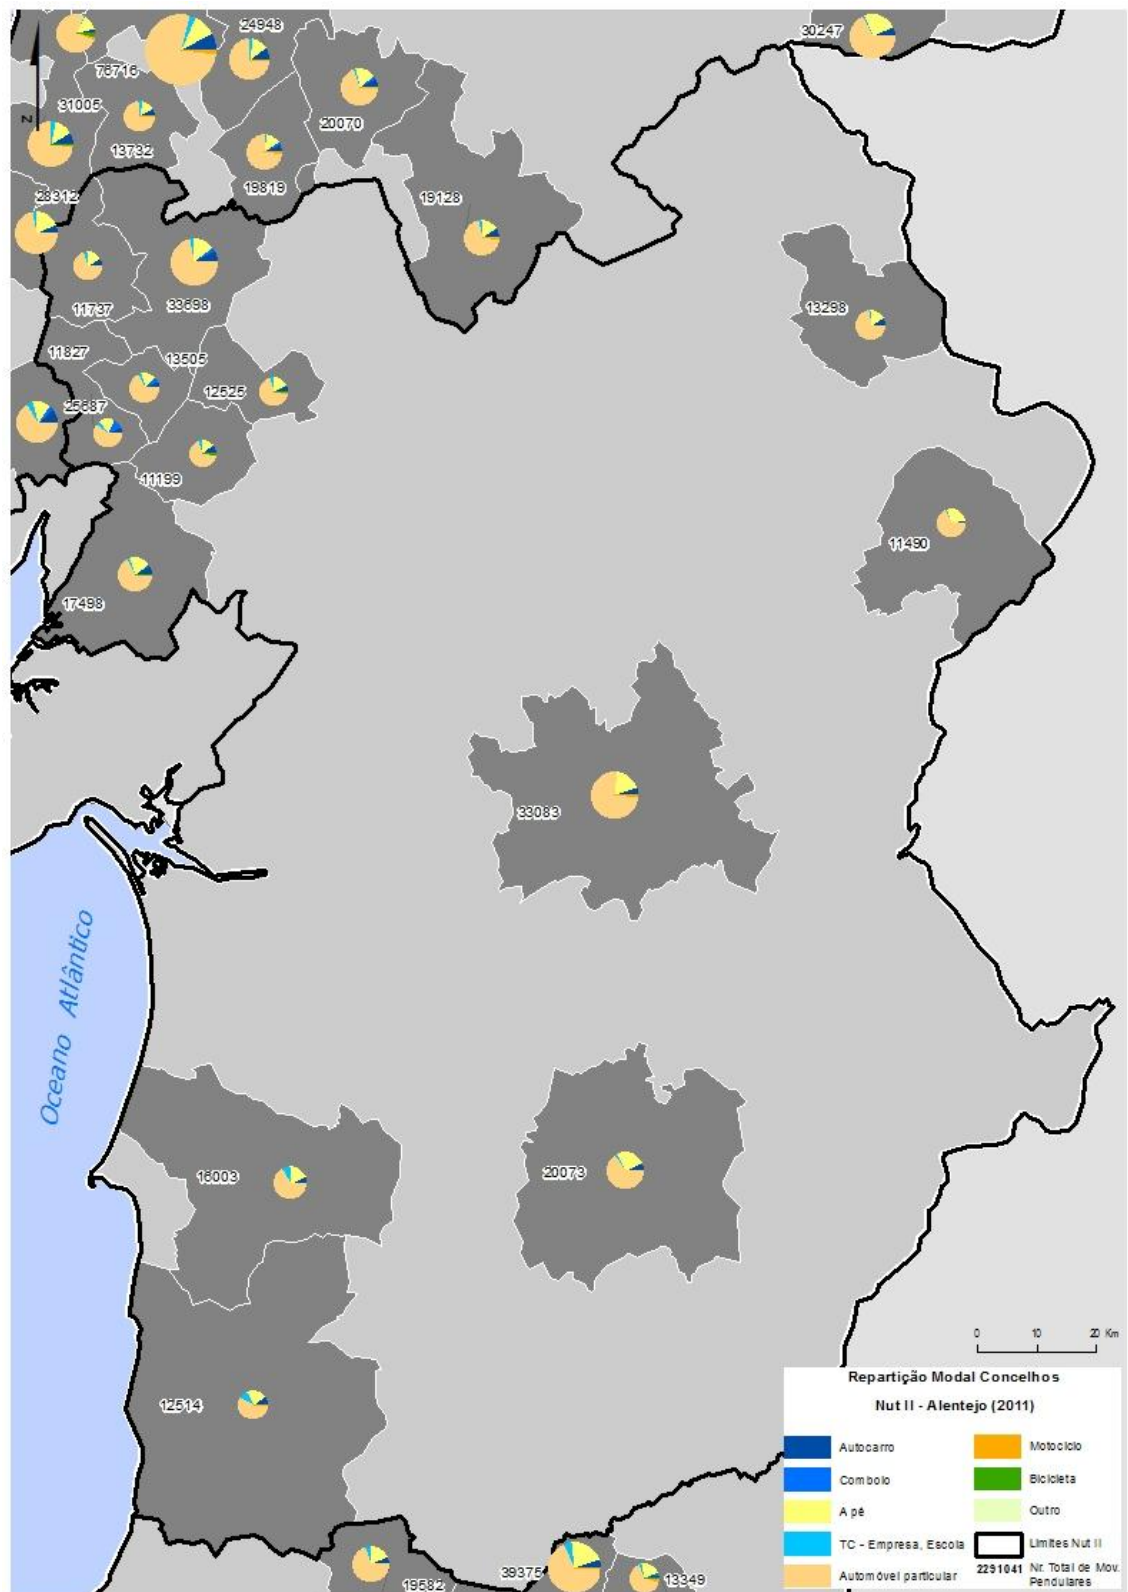 24948
30247
76716
31005
20070
13732
19819
28312
19128
11737
33698
13298
11827
13505
12525
25687
11199
11490
17498
33083
Oceano Atlântico
16003
20073
0 10 20 Km
12514
Repartição Modal Concelhos
Nut II - Alentejo (2011)
Autocarro
Motociclo
Comboio
Bicicleta
A pé
Outro
TC - Empresa, Escola
Limites Nut II
Automóvel particular
2291041 Nr. Total de Mov. Pendulares
39375
13349
19582
N